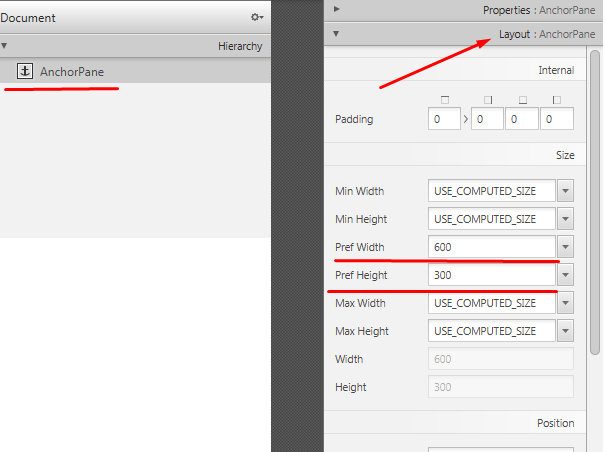 Document
Hierarchy
AnchorPane
Properties : AnchorPane
Layout : AnchorPane
Internal
Padding 0 > 0 0 0
Size
Min Width USE_COMPUTED_SIZE
Min Height USE_COMPUTED_SIZE
Pref Width 600
Pref Height 300
Max Width USE_COMPUTED_SIZE
Max Height USE_COMPUTED_SIZE
Width 600
Height 300
Position